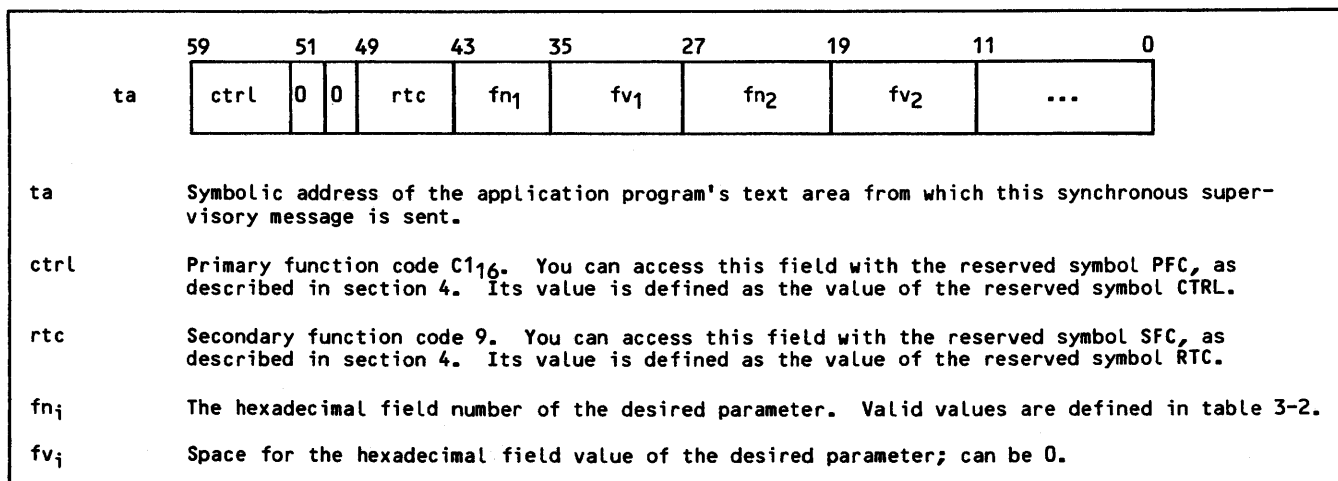 59 51 49 43 35 27 19 11 0
ta ctrl 0 0 rtc fn1 fv1 fn2 fv2 ...
ta Symbolic address of the application program's text area from which this synchronous super-
visory message is sent.
ctrl Primary function code C1₁₆. You can access this field with the reserved symbol PFC, as
described in section 4. Its value is defined as the value of the reserved symbol CTRL.
rtc Secondary function code 9. You can access this field with the reserved symbol SFC, as
described in section 4. Its value is defined as the value of the reserved symbol RTC.
fnᵢ The hexadecimal field number of the desired parameter. Valid values are defined in table 3-2.
fvᵢ Space for the hexadecimal field value of the desired parameter; can be 0.